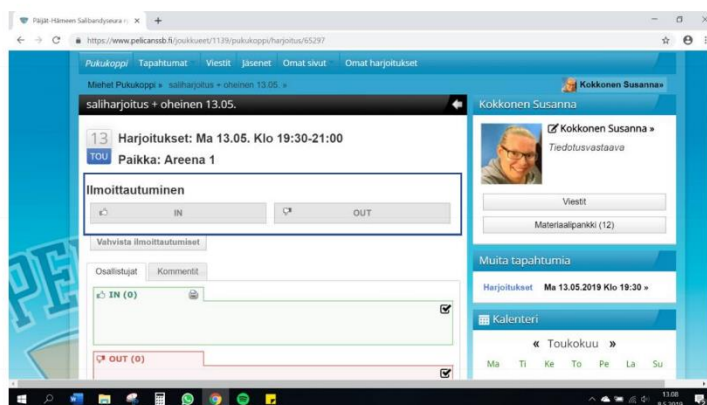 Päijät-Hämeen Salibandyseura r
https://www.pelicanssb.fi/joukkueet/1139/pukukoppi/harjoitus/65297
Pukukoppi Tapahtumat Viestit Jäsenet Omat sivut Omat harjoitukset
Miehet Pukukoppi » saliharjoitus + oheinen 13.05. »
Kokkonen Susanna»
saliharjoitus + oheinen 13.05.
Kokkonen Susanna
13
TOU
Harjoitukset: Ma 13.05. Klo 19:30-21:00
Paikka: Areena 1
Kokkonen Susanna »
Tiedotusvastaava
Ilmoittautuminen
IN OUT
Viestit
Materiaalipankki (12)
Vahvista ilmoittautumiset
Muita tapahtumia
Osallistujat Kommentit
Harjoitukset Ma 13.05.2019 Klo 19:30 »
IN (0)
Kalenteri
« Toukokuu »
OUT (0)
Ma Ti Ke To Pe La Su
PE
13.08
9.5.2019